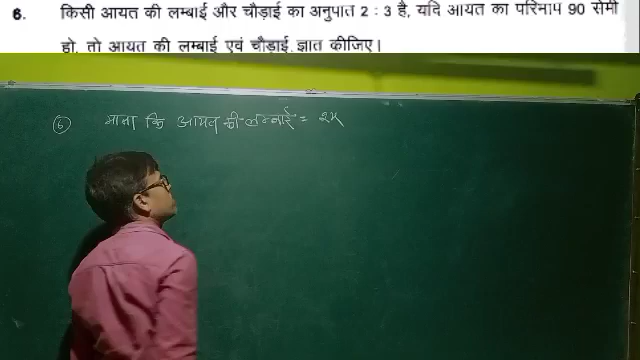 6. किसी आयत की लम्बाई और चौड़ाई का अनुपात 2 : 3 है, यदि आयत का परिमाप 90 सेमी
हो, तो आयत की लम्बाई एवं चौड़ाई ज्ञात कीजिए।
6 माना कि आयत की लम्बाई = 2x